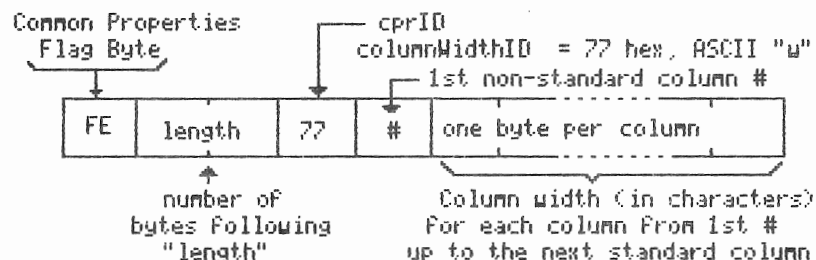 Common Properties
Flag Byte
cprID
columnWidthID = 77 hex, ASCII "w"
1st non-standard column #
FE length 77 # one byte per column
number of
bytes following
"length"
Column width (in characters)
for each column from 1st #
up to the next standard column